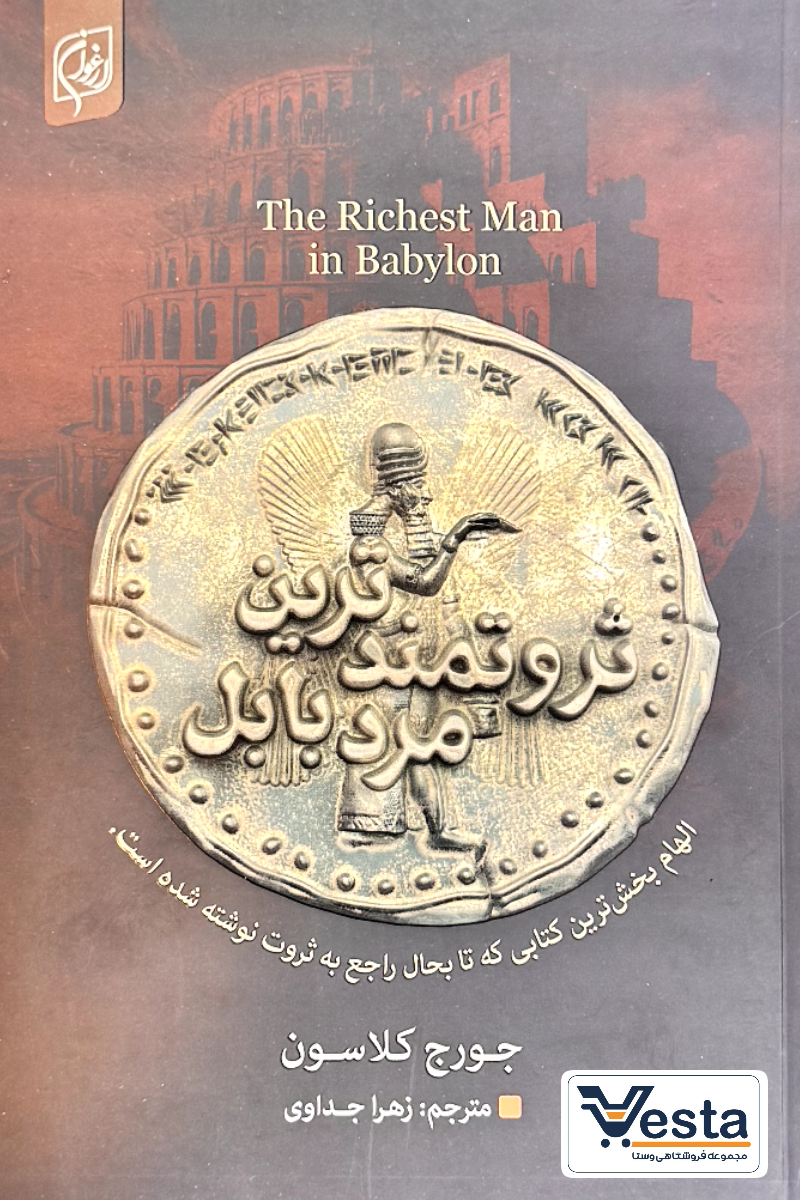 ارغوان
The Richest Man
in Babylon
ثروتمندترین
مرد بابل
الهام بخش‌ترین کتابی که تا بحال راجع به ثروت نوشته شده است.
جورج کلاسون
مترجم: زهرا جداوی
Vesta
مجموعه فروشگاهی وستا